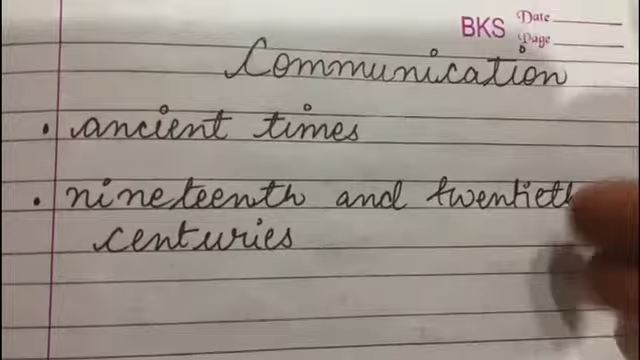 BKS Date
Page
Communication
• ancient times
• nineteenth and twentieth
centuries